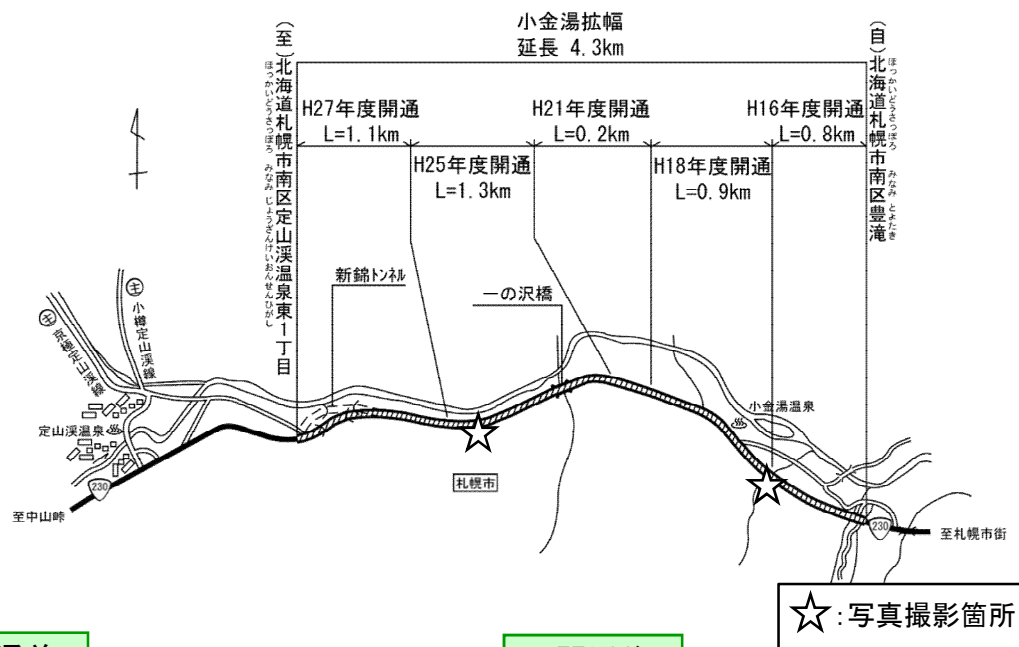 小金湯拡幅
延長 4.3km
(至)北海道札幌市南区定山渓温泉東1丁目
ほっかいどうさっぽろ みなみ じょうざんけいおんせんひがし
(自)北海道札幌市南区豊滝
ほっかいどうさっぽろ みなみ とよたき
H27年度開通
L=1.1km
H21年度開通
L=0.2km
H16年度開通
L=0.8km
H25年度開通
L=1.3km
H18年度開通
L=0.9km
新錦トンネル
一の沢橋
主 小樽定山渓線
主 京極定山渓線
小金湯温泉
定山渓温泉
札幌市
230
至中山峠
230
至札幌市街
☆:写真撮影箇所